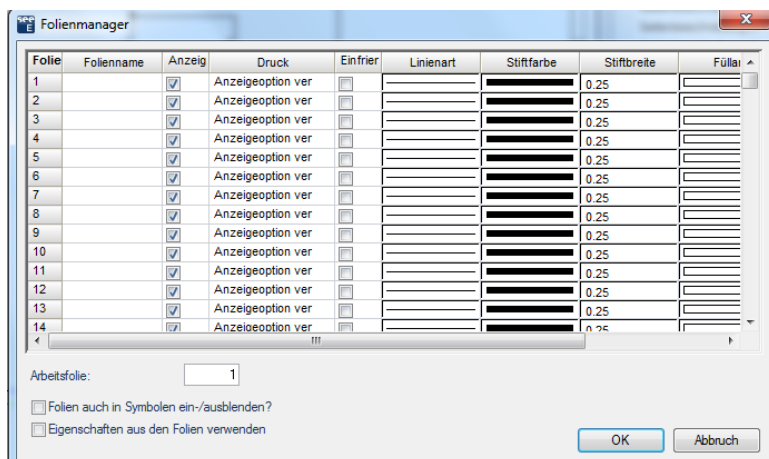 see E Folienmanager
Folie Folienname Anzeig Druck Einfrier Linienart Stiftfarbe Stiftbreite Füllar
1 Anzeigeoption ver 0.25
2 Anzeigeoption ver 0.25
3 Anzeigeoption ver 0.25
4 Anzeigeoption ver 0.25
5 Anzeigeoption ver 0.25
6 Anzeigeoption ver 0.25
7 Anzeigeoption ver 0.25
8 Anzeigeoption ver 0.25
9 Anzeigeoption ver 0.25
10 Anzeigeoption ver 0.25
11 Anzeigeoption ver 0.25
12 Anzeigeoption ver 0.25
13 Anzeigeoption ver 0.25
14 Anzeigeoption ver 0.25
Arbeitsfolie: 1
Folien auch in Symbolen ein-/ausblenden?
Eigenschaften aus den Folien verwenden
OK Abbruch